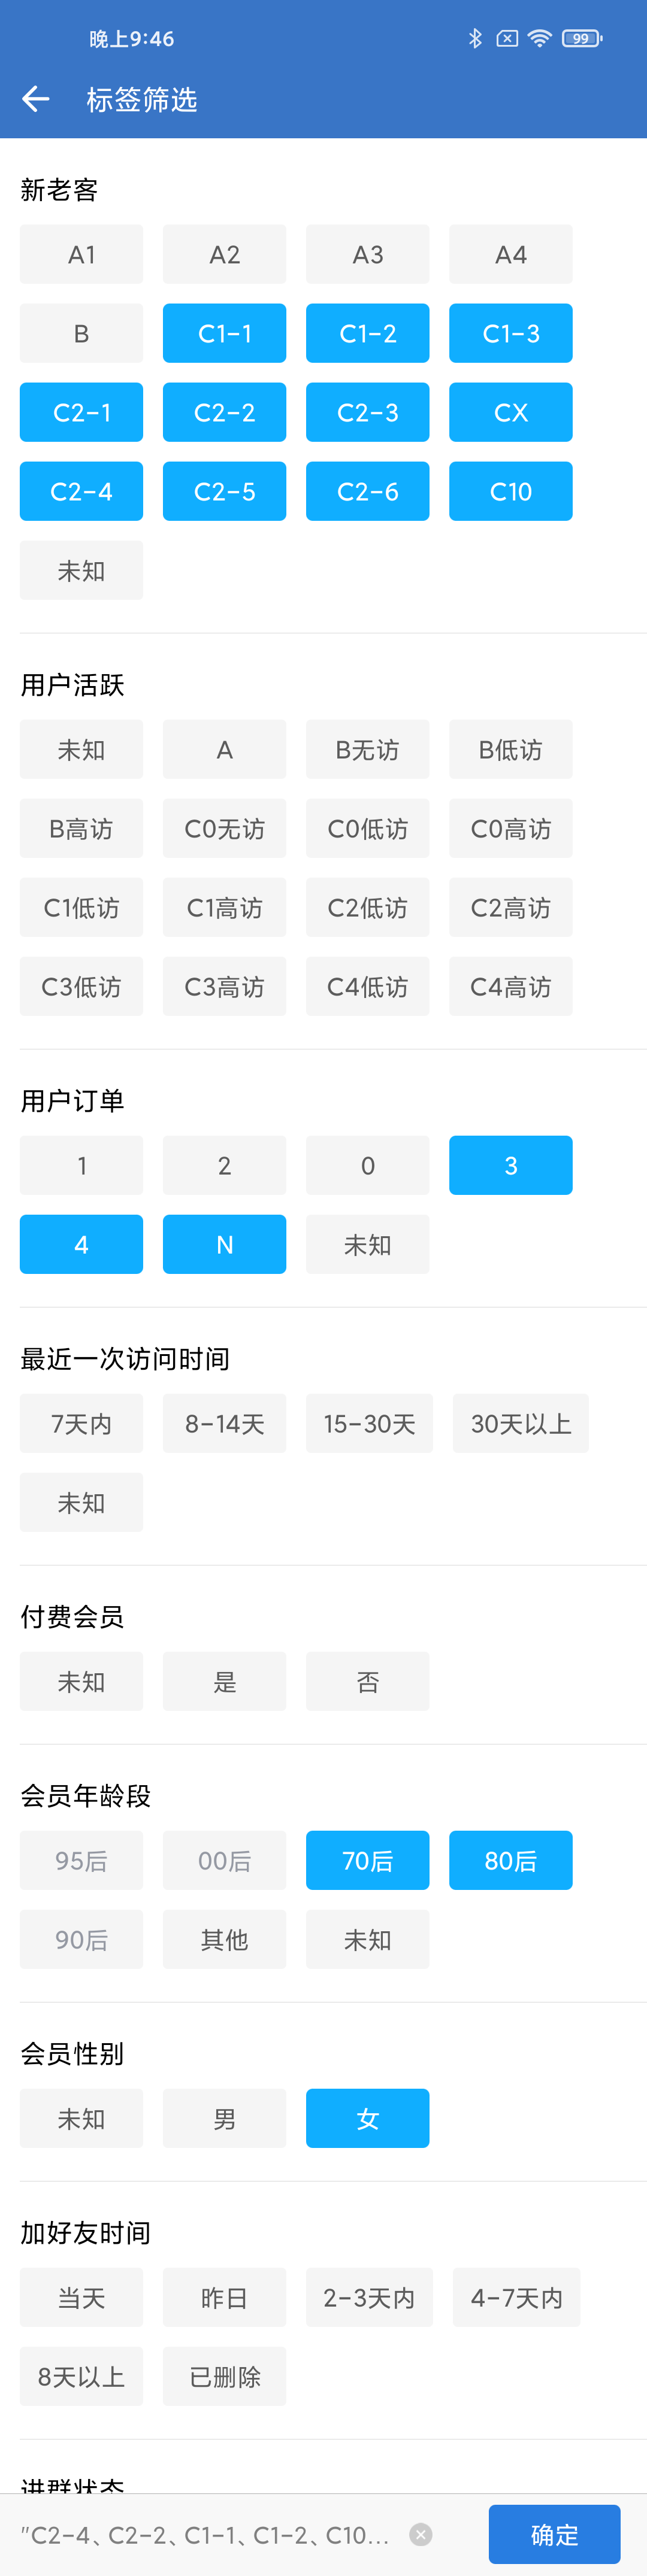 晚上9:46 99
标签筛选
新老客
A1 A2 A3 A4
B C1-1 C1-2 C1-3
C2-1 C2-2 C2-3 CX
C2-4 C2-5 C2-6 C10
未知
用户活跃
未知 A B无访 B低访
B高访 C0无访 C0低访 C0高访
C1低访 C1高访 C2低访 C2高访
C3低访 C3高访 C4低访 C4高访
用户订单
1 2 0 3
4 N 未知
最近一次访问时间
7天内 8-14天 15-30天 30天以上
未知
付费会员
未知 是 否
会员年龄段
95后 00后 70后 80后
90后 其他 未知
会员性别
未知 男 女
加好友时间
当天 昨日 2-3天内 4-7天内
8天以上 已删除
进群状态
"C2-4、C2-2、C1-1、C1-2、C10... 确定